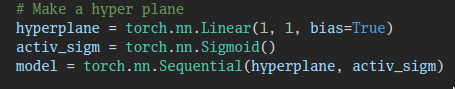 # Make a hyper plane
hyperplane = torch.nn.Linear(1, 1, bias=True)
activ_sigm = torch.nn.Sigmoid()
model = torch.nn.Sequential(hyperplane, activ_sigm)